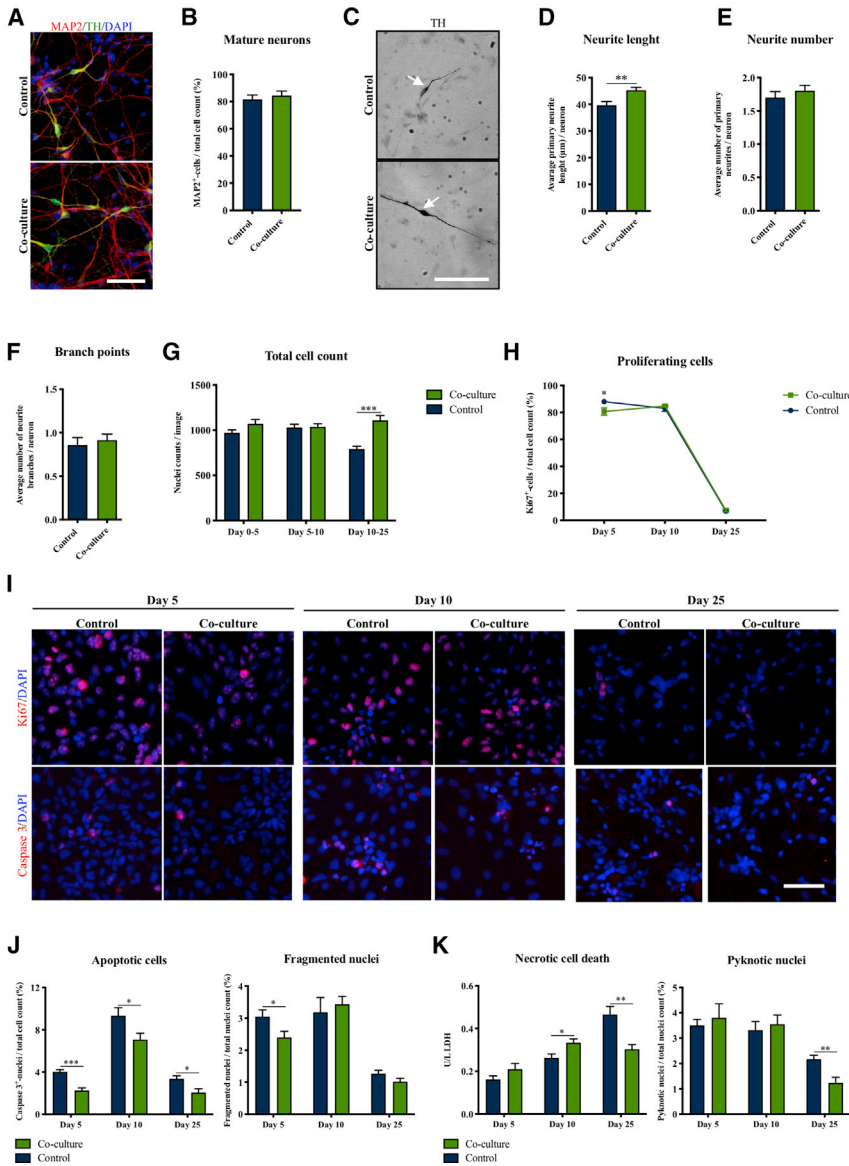 A
MAP2/TH/DAPI
Control
Co-culture
B
Mature neurons
MAP2⁺-cells / total cell count (%)
100
80
60
40
20
0
Control
Co-culture
C
TH
Control
Co-culture
D
Neurite lenght
Avarage primary neurite
lenght (µm) / neuron
50
40
30
20
10
0
**
Control
Co-culture
E
Neurite number
Average number of primary
neurites / neuron
2.0
1.5
1.0
0.5
0.0
Control
Co-culture
F
Branch points
Average number of neurite
branches / neuron
1.5
1.0
0.5
0.0
Control
Co-culture
G
Total cell count
Nuclei counts / image
1500
1000
500
0
***
Day 0-5
Day 5-10
Day 10-25
Co-culture
Control
H
Proliferating cells
Ki67⁺-cells / total cell count (%)
100
80
60
40
20
0
*
Day 5
Day 10
Day 25
Co-culture
Control
I
Day 5
Day 10
Day 25
Control
Co-culture
Control
Co-culture
Control
Co-culture
Ki67/DAPI
Caspase 3/DAPI
J
Apoptotic cells
Caspase 3⁺-nuclei / total cell count (%)
12
8
4
0
***
*
*
Day 5
Day 10
Day 25
Fragmented nuclei
Fragmented nuclei / total nuclei count (%)
4
3
2
1
0
*
Day 5
Day 10
Day 25
Co-culture
Control
K
Necrotic cell death
U/L LDH
0.6
0.4
0.2
0.0
*
**
Day 5
Day 10
Day 25
Pyknotic nuclei
Pyknotic nuclei / total nuclei count (%)
5
4
3
2
1
0
**
Day 5
Day 10
Day 25
Co-culture
Control